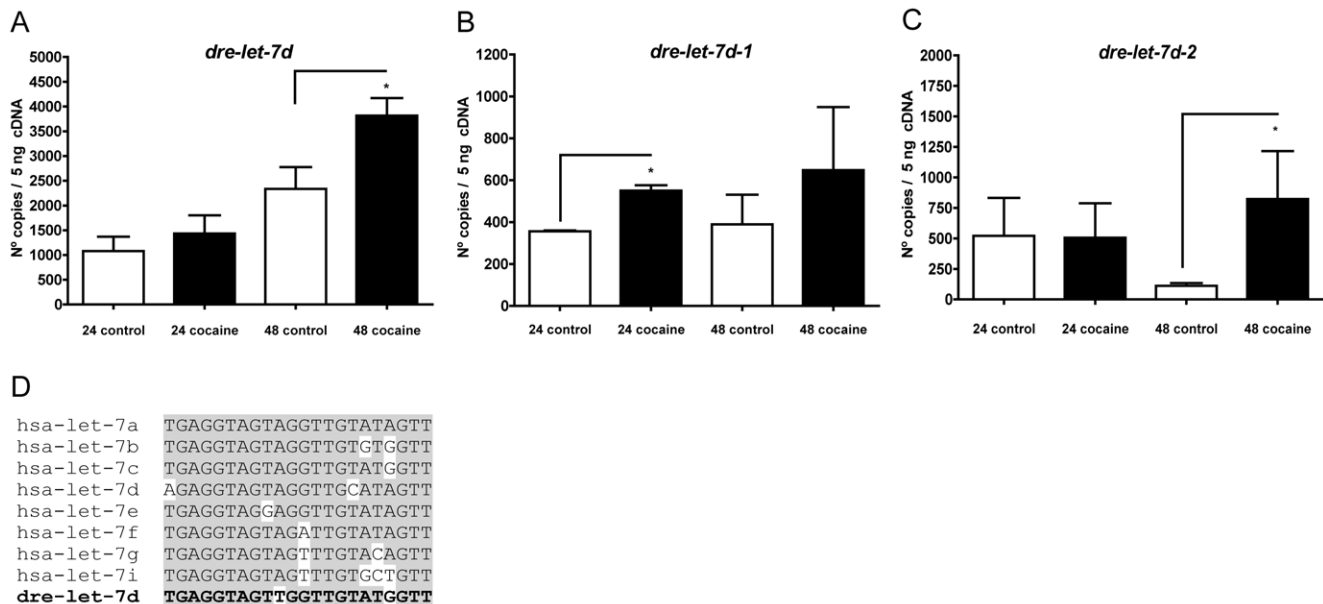 A
dre-let-7d
Nº copies / 5 ng cDNA
5000
4500
4000
3500
3000
2500
2000
1500
1000
500
0
*
24 control 24 cocaine 48 control 48 cocaine
B
dre-let-7d-1
Nº copies / 5 ng cDNA
1200
1000
800
600
400
200
0
*
24 control 24 cocaine 48 control 48 cocaine
C
dre-let-7d-2
Nº copies / 5 ng cDNA
2000
1750
1500
1250
1000
750
500
250
0
*
24 control 24 cocaine 48 control 48 cocaine
D
hsa-let-7a TGAGGTAGTAGGTTGTATAGTT
hsa-let-7b TGAGGTAGTAGGTTGTGTGGTT
hsa-let-7c TGAGGTAGTAGGTTGTATGGTT
hsa-let-7d AGAGGTAGTAGGTTGCATAGTT
hsa-let-7e TGAGGTAGGAGGTTGTATAGTT
hsa-let-7f TGAGGTAGTAGATTGTATAGTT
hsa-let-7g TGAGGTAGTAGTTTGTACAGTT
hsa-let-7i TGAGGTAGTAGTTTGTGCTGTT
dre-let-7d TGAGGTAGTTGGTTGTATGGTT